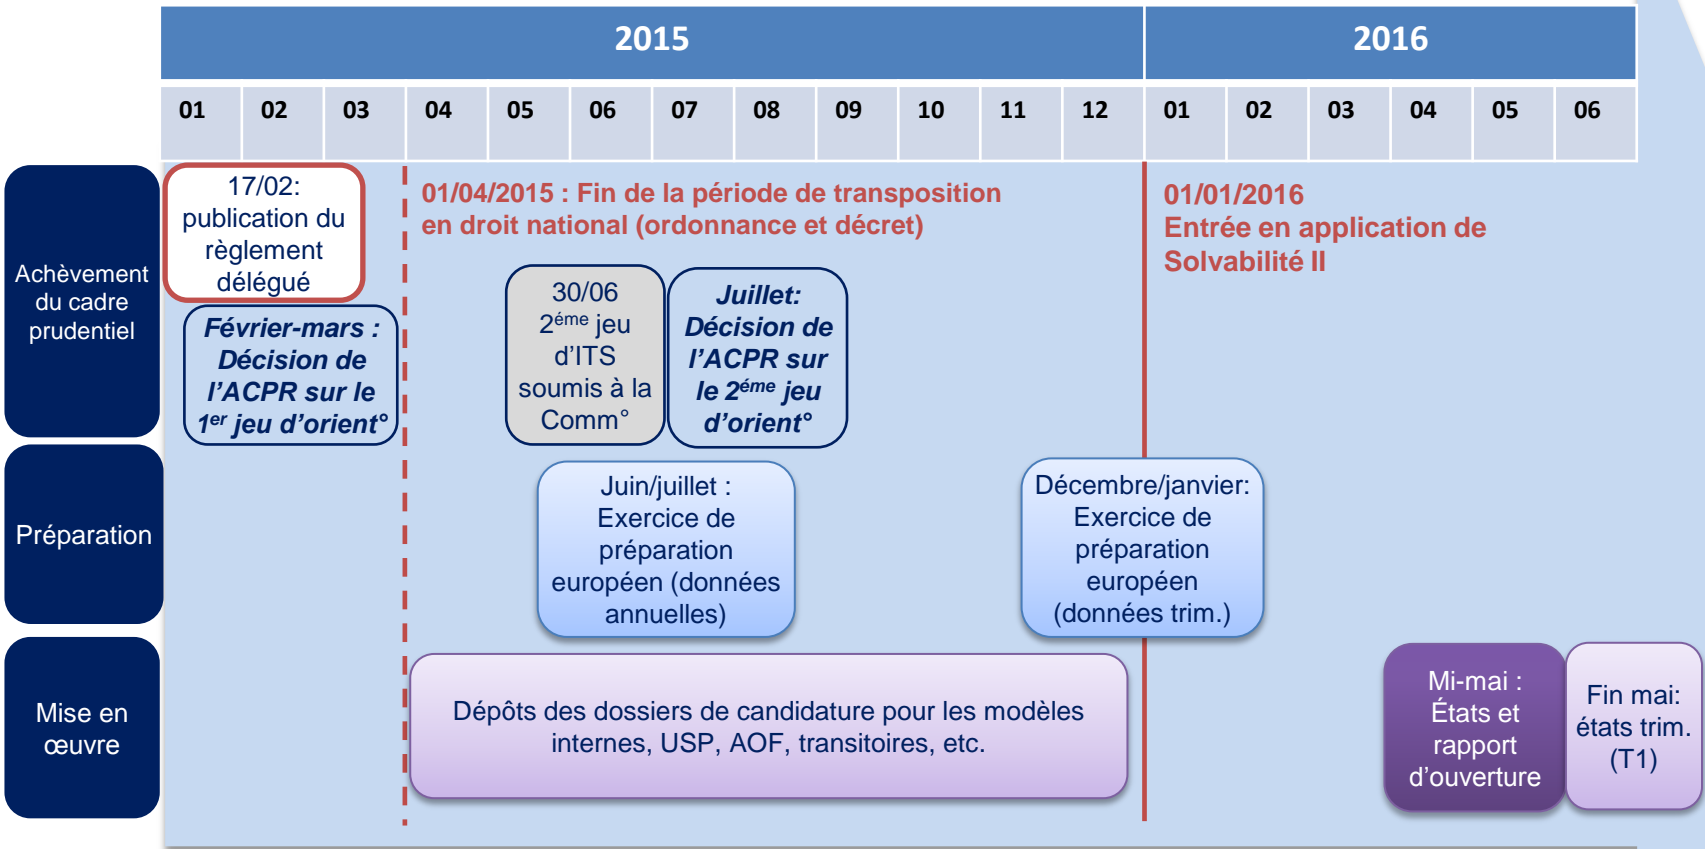 2015
2016
01 02 03 04 05 06 07 08 09 10 11 12 01 02 03 04 05 06
Achèvement
du cadre
prudentiel
17/02:
publication du
règlement
délégué
Février-mars :
Décision de
l’ACPR sur le
1er jeu d’orient°
01/04/2015 : Fin de la période de transposition
en droit national (ordonnance et décret)
30/06
2éme jeu
d’ITS
soumis à la
Comm°
Juillet:
Décision de
l’ACPR sur
le 2éme jeu
d’orient°
01/01/2016
Entrée en application de
Solvabilité II
Préparation
Juin/juillet :
Exercice de
préparation
européen (données
annuelles)
Décembre/janvier:
Exercice de
préparation
européen
(données trim.)
Mise en
œuvre
Dépôts des dossiers de candidature pour les modèles
internes, USP, AOF, transitoires, etc.
Mi-mai :
États et
rapport
d’ouverture
Fin mai:
états trim.
(T1)